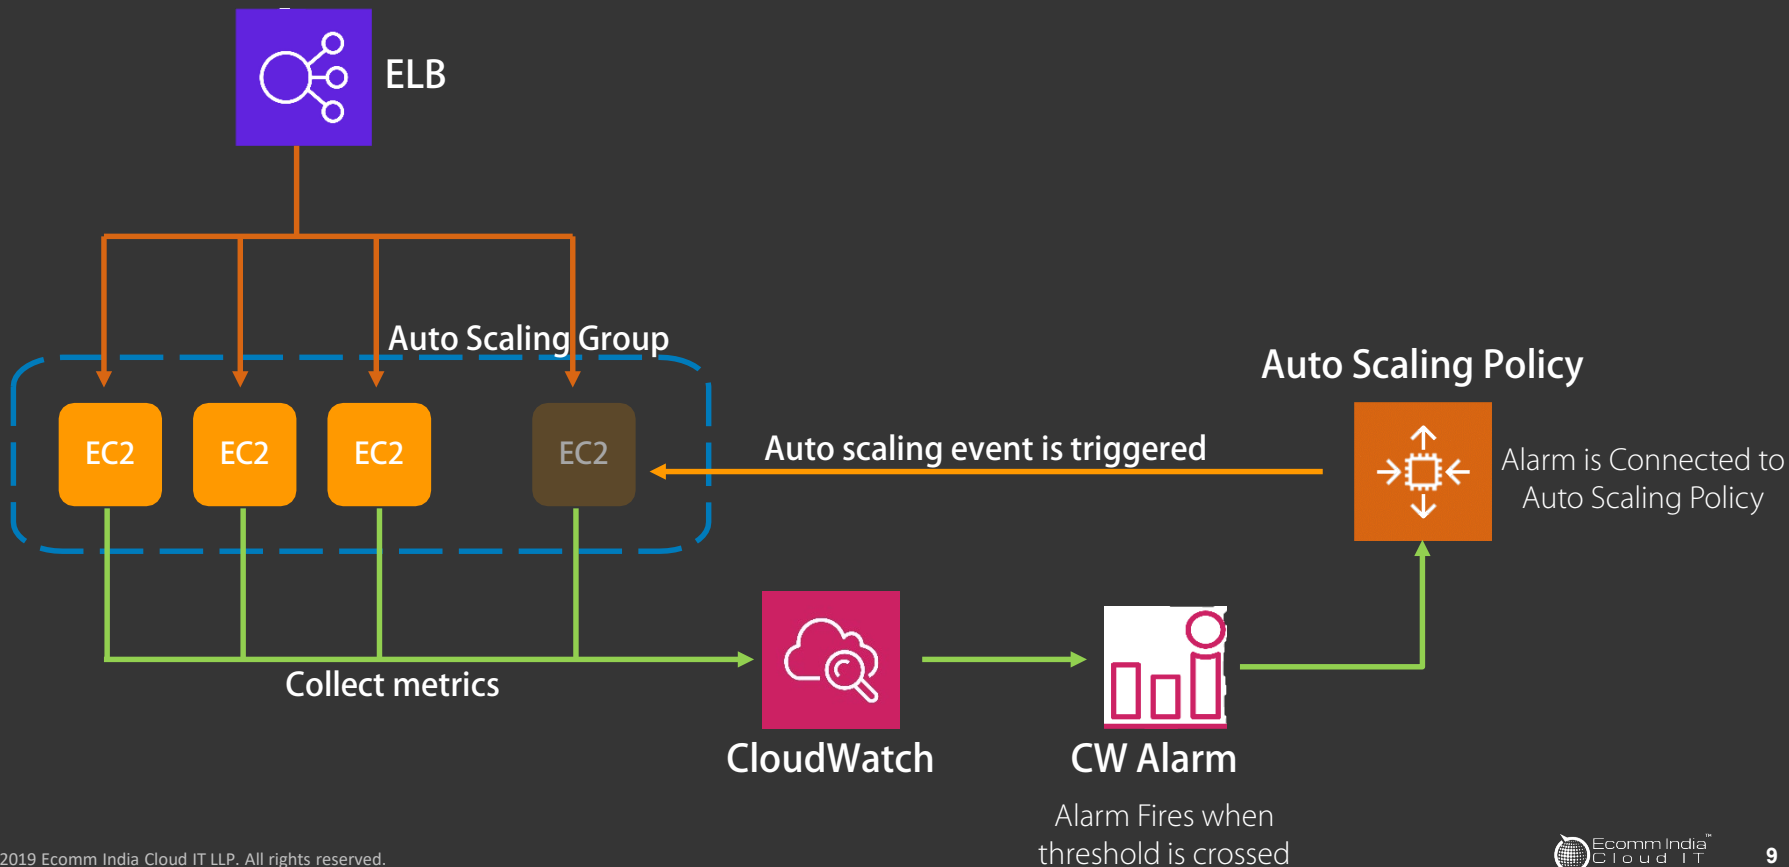 ELB
Auto Scaling Group
EC2
EC2
EC2
EC2
Auto scaling event is triggered
Auto Scaling Policy
Alarm is Connected to
Auto Scaling Policy
Collect metrics
CloudWatch
CW Alarm
Alarm Fires when
threshold is crossed
2019 Ecomm India Cloud IT LLP. All rights reserved.
Ecomm India™
Cloud IT
9